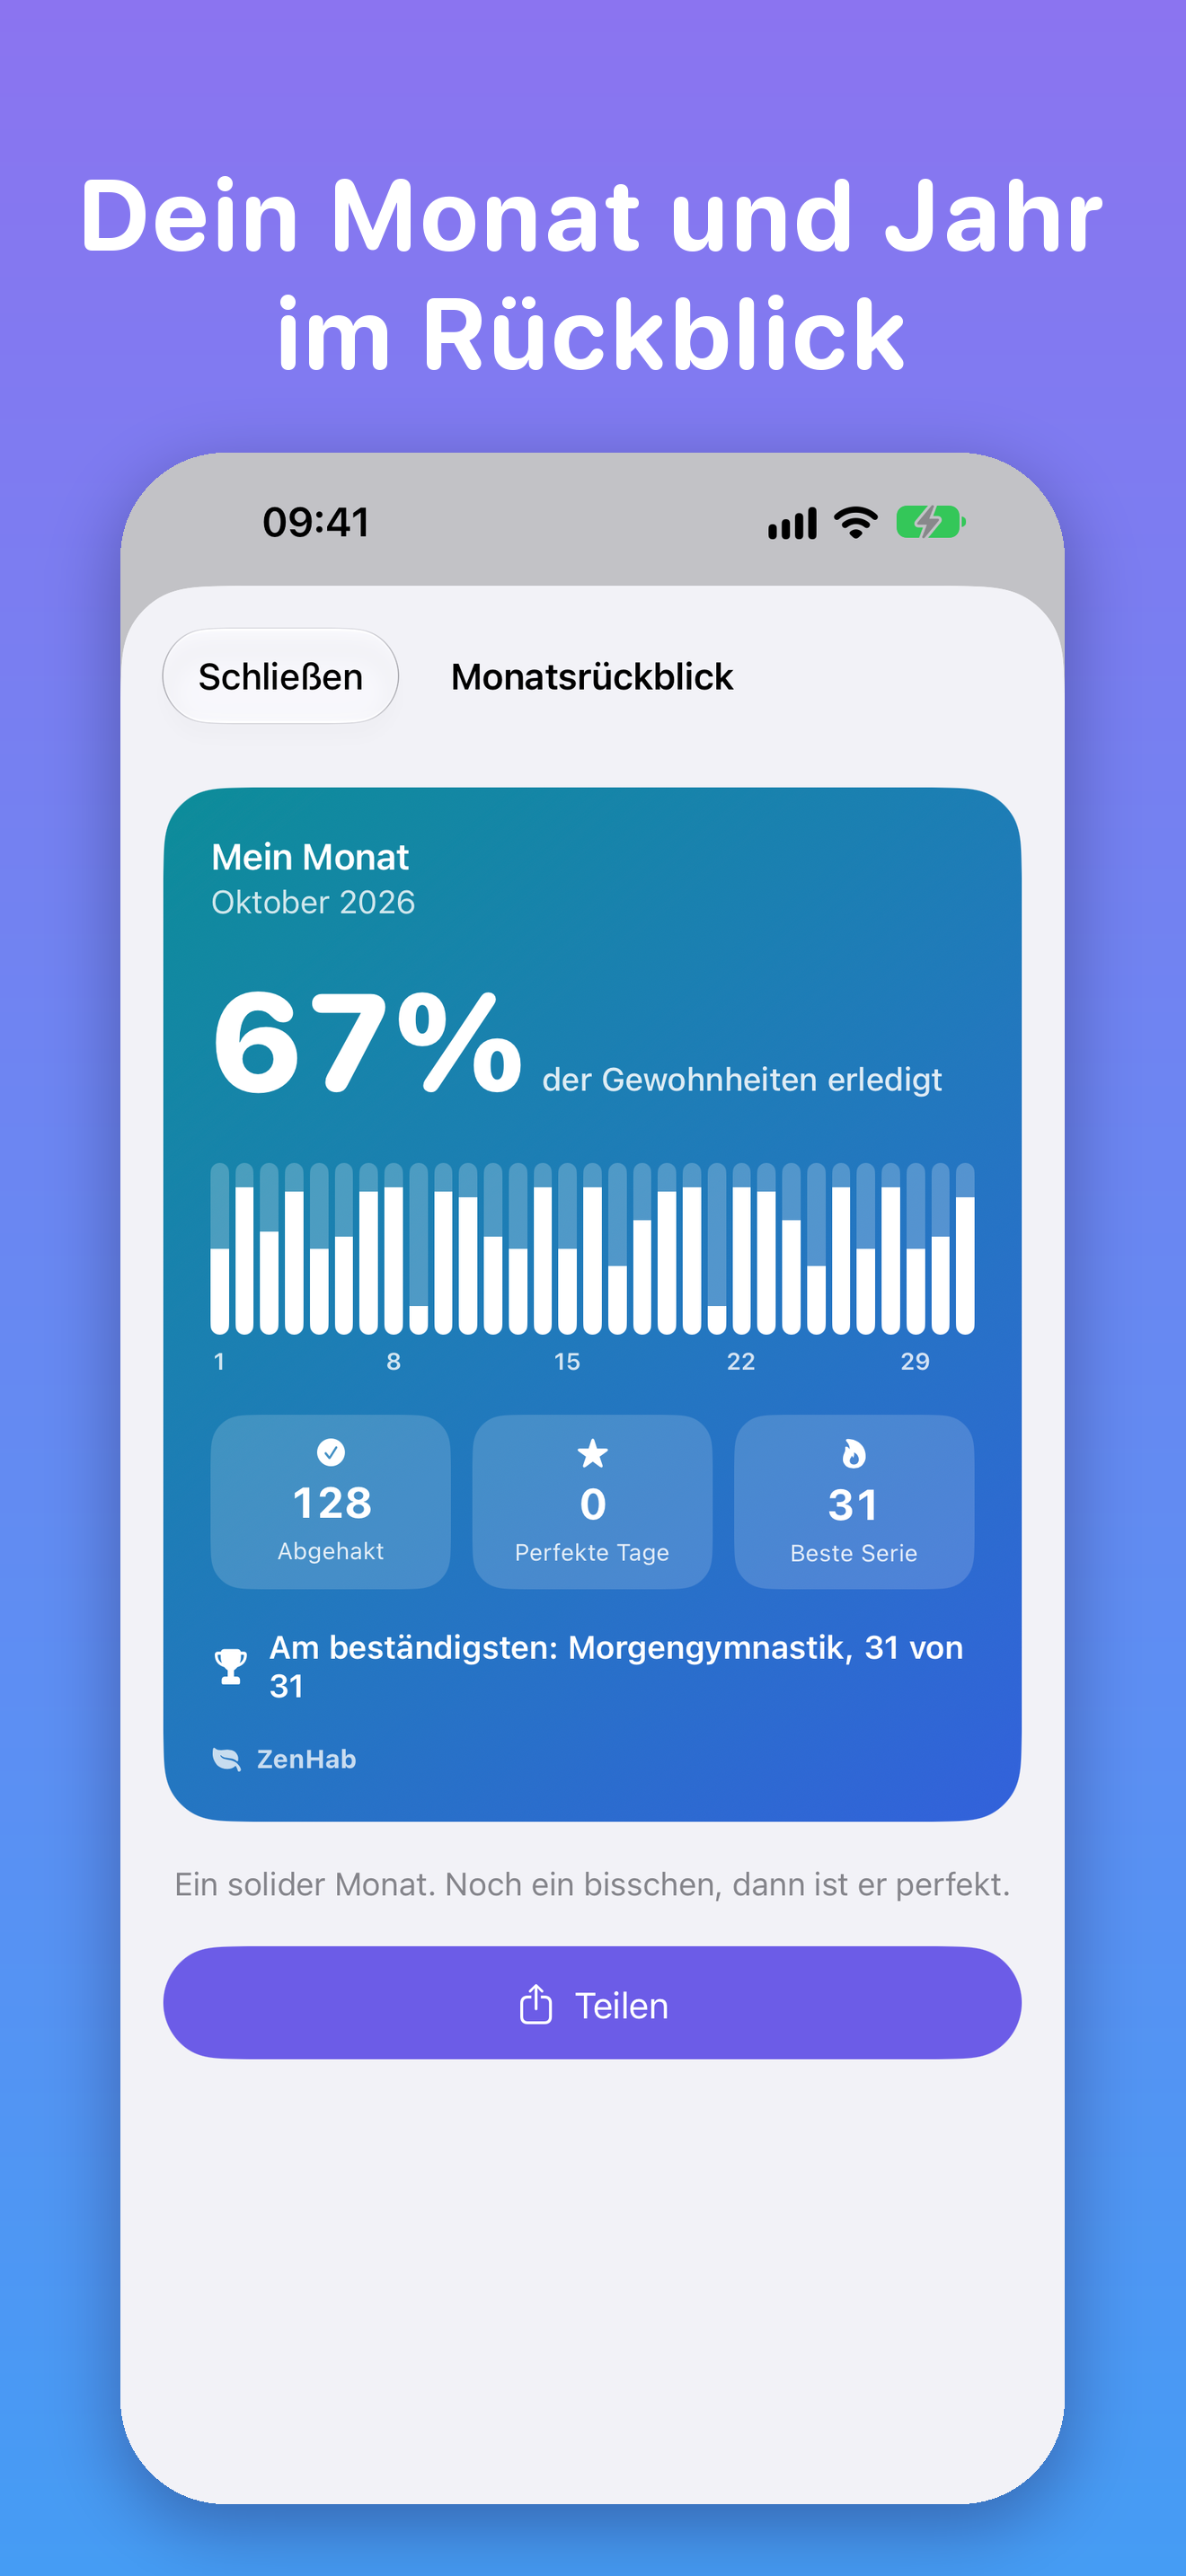 Dein Monat und Jahr
im Rückblick
09:41
Schließen
Monatsrückblick
Mein Monat
Oktober 2026
67% der Gewohnheiten erledigt
1 8 15 22 29
128
Abgehakt
0
Perfekte Tage
31
Beste Serie
Am beständigsten: Morgengymnastik, 31 von
31
ZenHab
Ein solider Monat. Noch ein bisschen, dann ist er perfekt.
Teilen